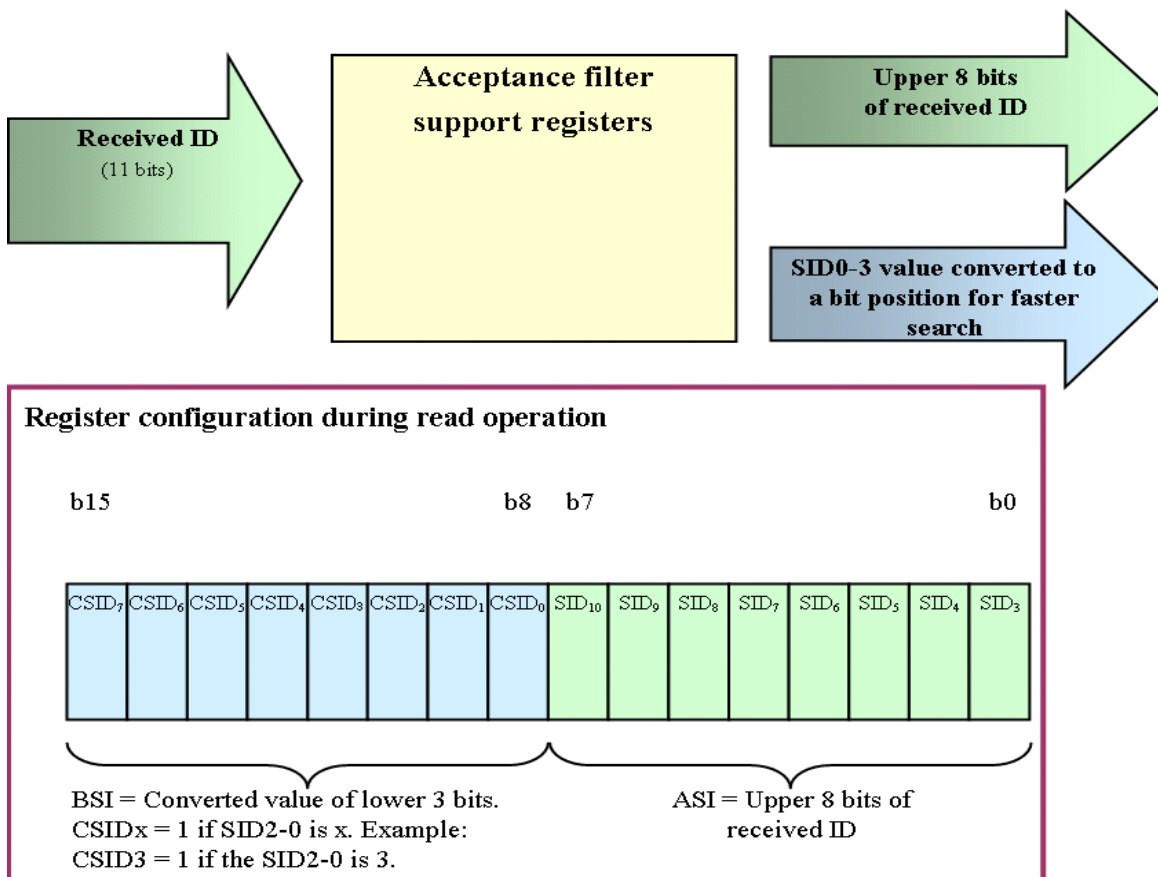 Received ID
(11 bits)
Acceptance filter
support registers
Upper 8 bits
of received ID
SID0-3 value converted to
a bit position for faster
search
Register configuration during read operation
b15 b8 b7 b0
CSID₇ CSID₆ CSID₅ CSID₄ CSID₃ CSID₂ CSID₁ CSID₀ SID₁₀ SID₉ SID₈ SID₇ SID₆ SID₅ SID₄ SID₃
BSI = Converted value of lower 3 bits.
CSIDx = 1 if SID2-0 is x. Example:
CSID3 = 1 if the SID2-0 is 3.
ASI = Upper 8 bits of
received ID